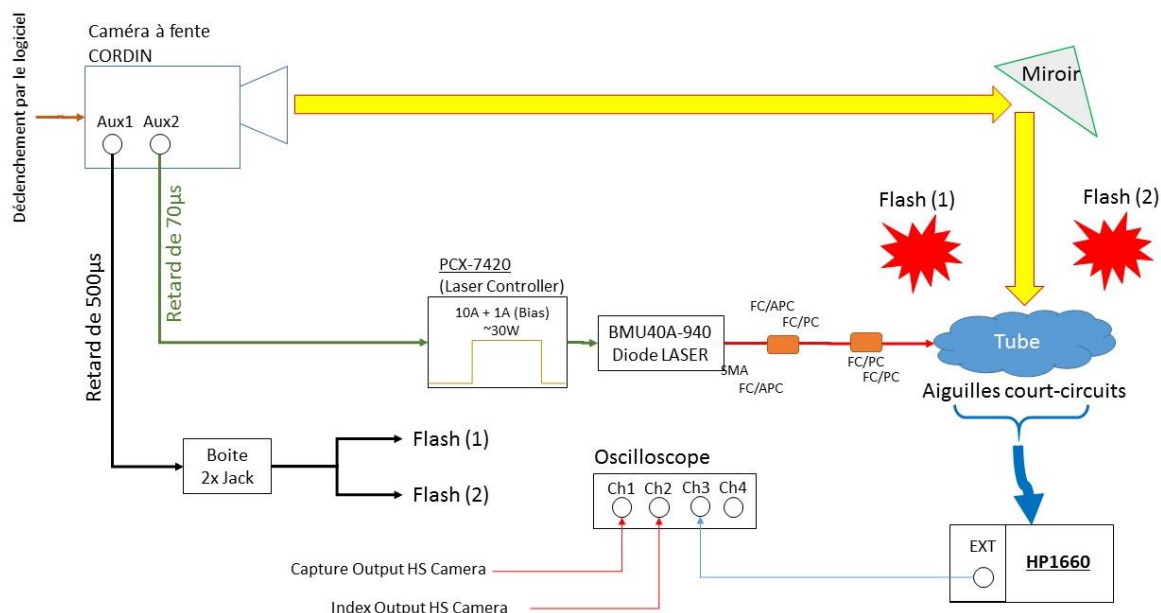 Caméra à fente
CORDIN
Déclenchement par le logiciel
Aux1 Aux2
Miroir
Flash (1)
Flash (2)
Retard de 500µs
Retard de 70µs
PCX-7420
(Laser Controller)
10A + 1A (Bias)
~30W
BMU40A-940
Diode LASER
FC/APC
FC/PC
SMA
FC/APC
FC/PC
FC/PC
Tube
Aiguilles court-circuits
Boite
2x Jack
Flash (1)
Flash (2)
Oscilloscope
Ch1 Ch2 Ch3 Ch4
EXT
HP1660
Capture Output HS Camera
Index Output HS Camera